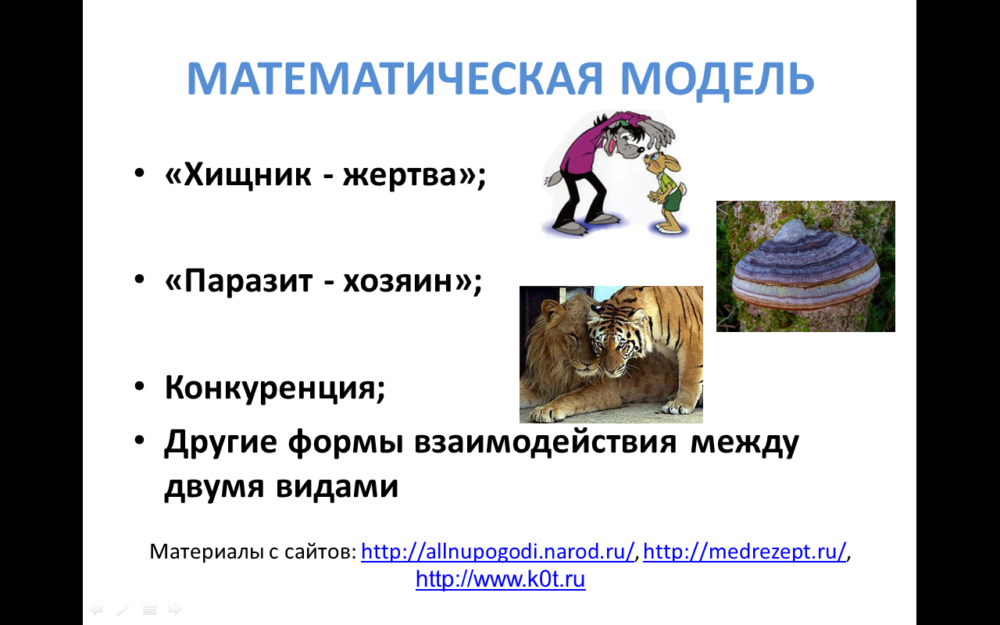 МАТЕМАТИЧЕСКАЯ МОДЕЛЬ
• «Хищник - жертва»;
• «Паразит - хозяин»;
• Конкуренция;
• Другие формы взаимодействия между
двумя видами
Материалы с сайтов: http://allnupogodi.narod.ru/, http://medrezept.ru/,
http://www.k0t.ru